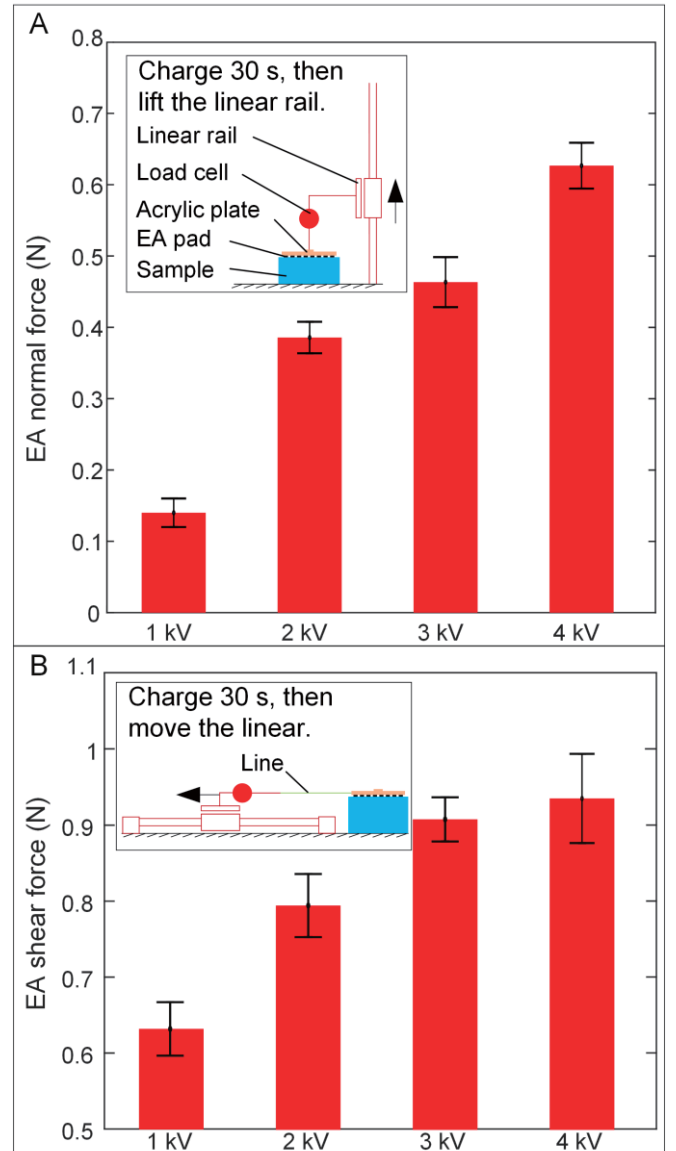 A
0.8
0.7
0.6
0.5
0.4
0.3
0.2
0.1
0
EA normal force (N)
Charge 30 s, then
lift the linear rail.
Linear rail
Load cell
Acrylic plate
EA pad
Sample
1 kV 2 kV 3 kV 4 kV
B
1.1
1
0.9
0.8
0.7
0.6
0.5
EA shear force (N)
Charge 30 s, then
move the linear.
Line
1 kV 2 kV 3 kV 4 kV